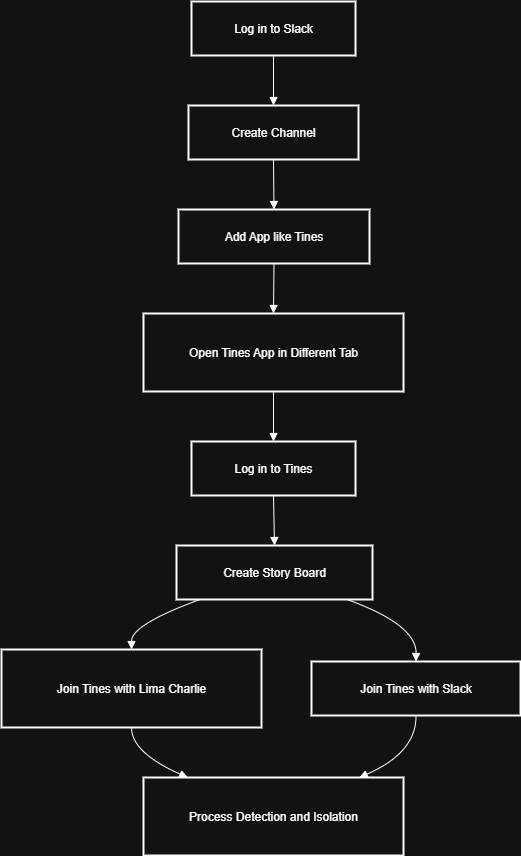 Log in to Slack
Create Channel
Add App like Tines
Open Tines App in Different Tab
Log in to Tines
Create Story Board
Join Tines with Lima Charlie
Join Tines with Slack
Process Detection and Isolation